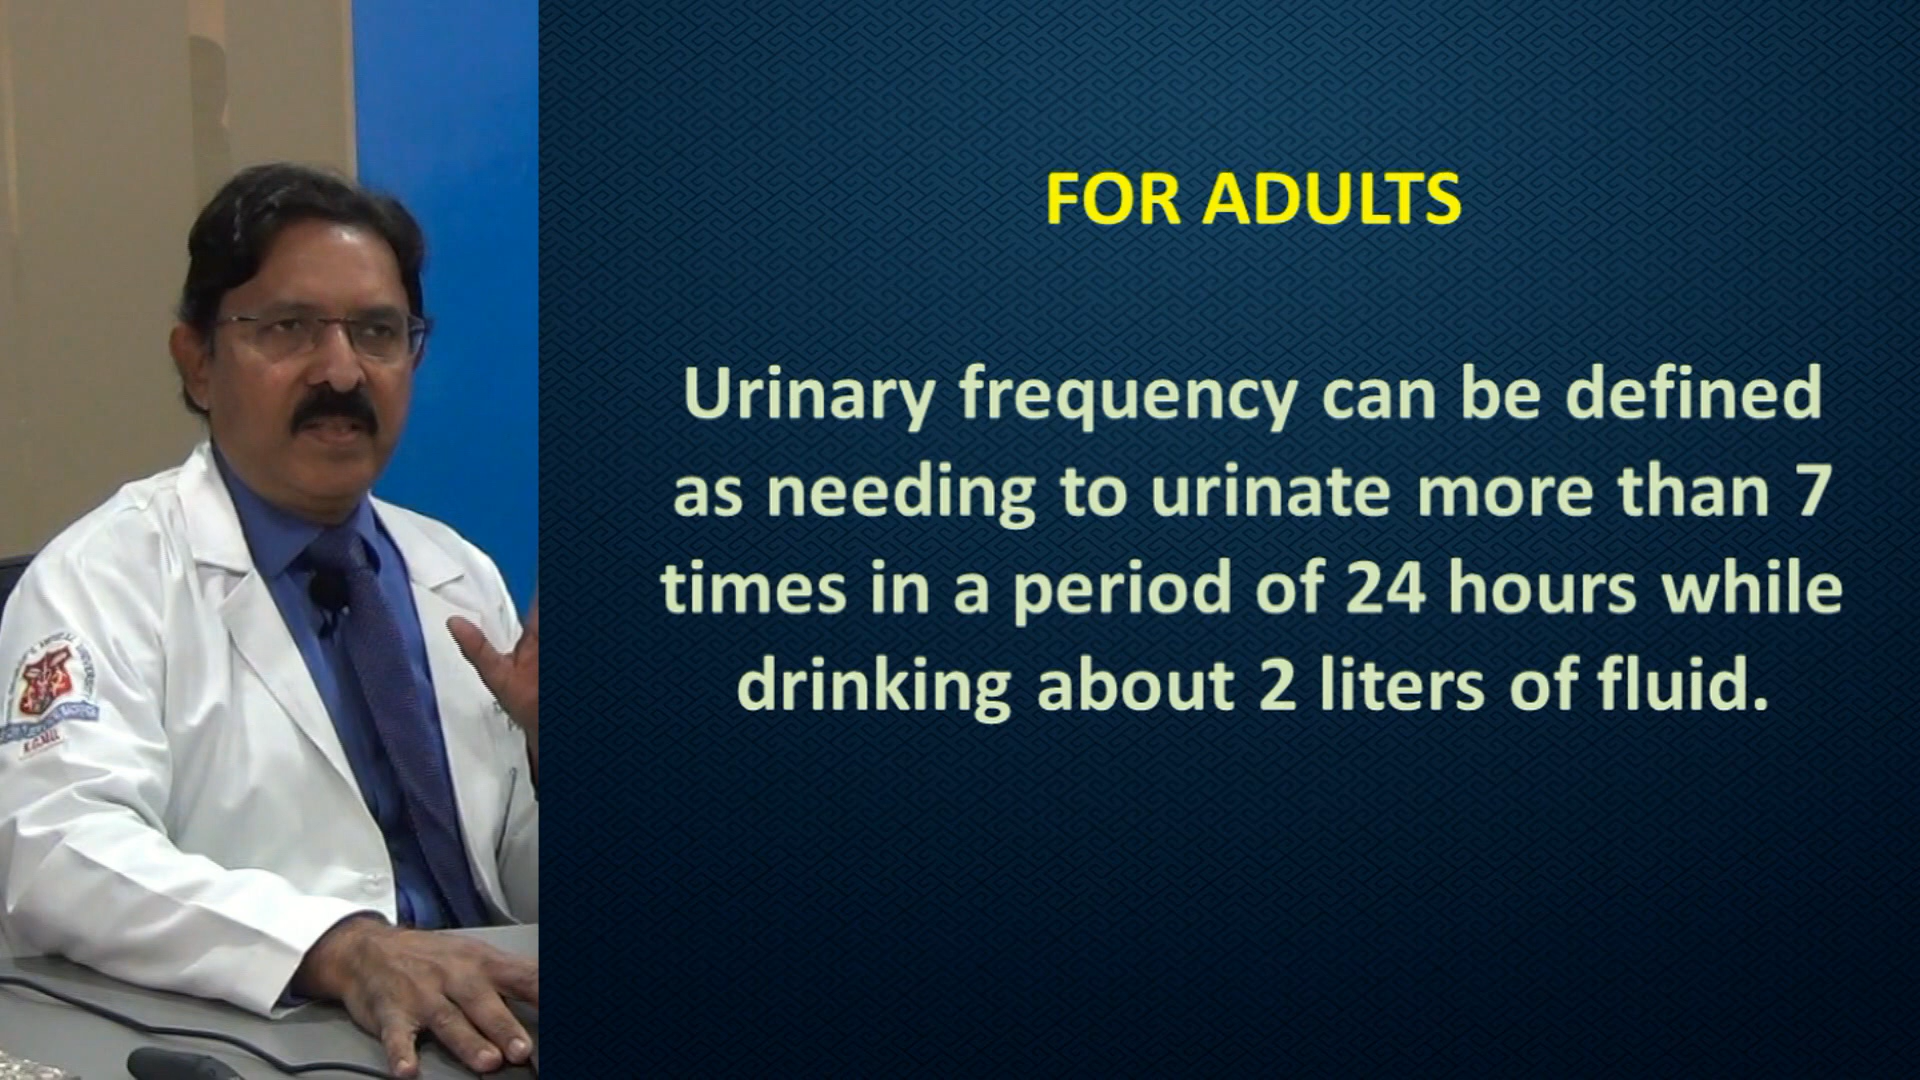 FOR ADULTS
Urinary frequency can be defined
as needing to urinate more than 7
times in a period of 24 hours while
drinking about 2 liters of fluid.
K.G.M.U.